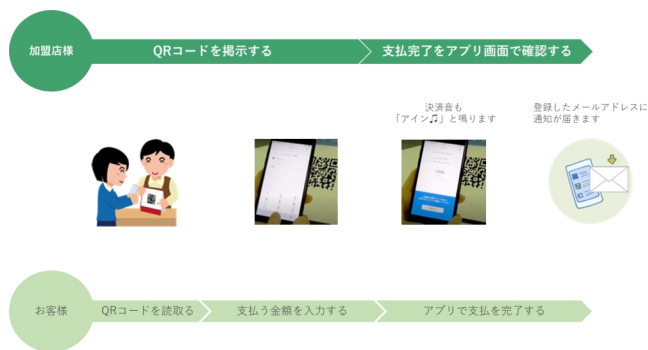 加盟店様
QRコードを掲示する
支払完了をアプリ画面で確認する
決済音も
「アイン♫」と鳴ります
登録したメールアドレスに
通知が届きます
お客様
QRコードを読取る
支払う金額を入力する
アプリで支払を完了する